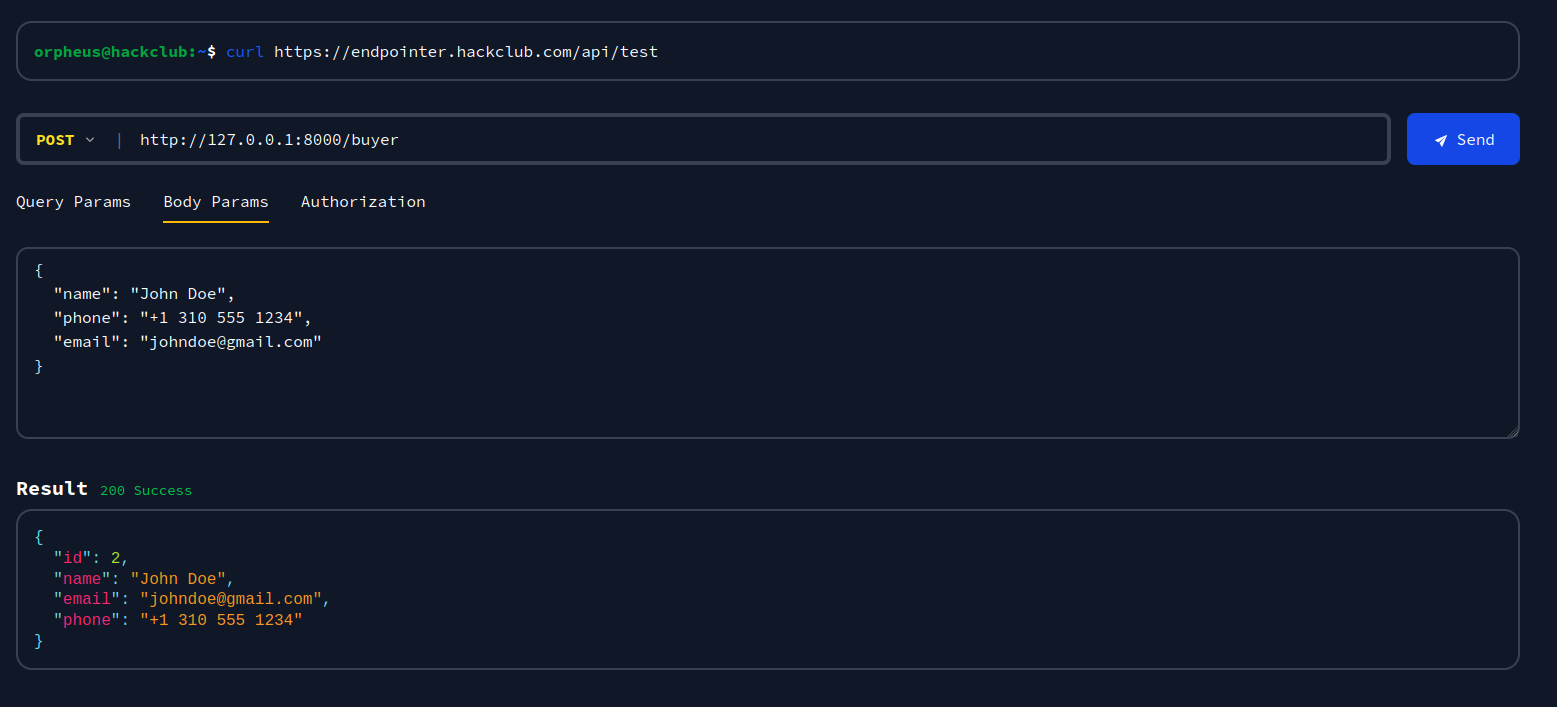 orpheus@hackclub:~$ curl https://endpointer.hackclub.com/api/test
POST | http://127.0.0.1:8000/buyer
Send
Query Params Body Params Authorization
{
  "name": "John Doe",
  "phone": "+1 310 555 1234",
  "email": "johndoe@gmail.com"
}
Result 200 Success
{
  "id": 2,
  "name": "John Doe",
  "email": "johndoe@gmail.com",
  "phone": "+1 310 555 1234"
}